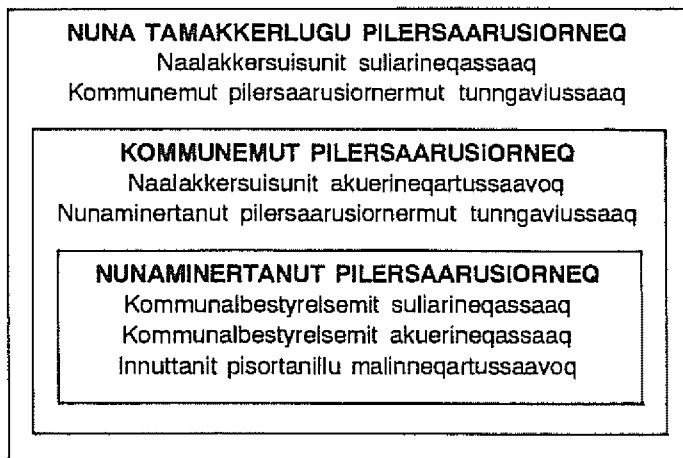 NUNA TAMAKKERLUGU PILERSAARUSIORNEQ
Naalakkersuisunit suliarineqassaaq
Kommunemut pilersaarusiornermut tunngaviussaaq
KOMMUNEMUT PILERSAARUSIORNEQ
Naalakkersuisunit akuerineqartussaavoq
Nunaminertanut pilersaarusiornermut tunngaviussaaq
NUNAMINERTANUT PILERSAARUSIORNEQ
Kommunalbestyrelsemit suliarineqassaaq
Kommunalbestyrelsemit akuerineqassaaq
Innuttanit pisortanillu malinneqartussaavoq